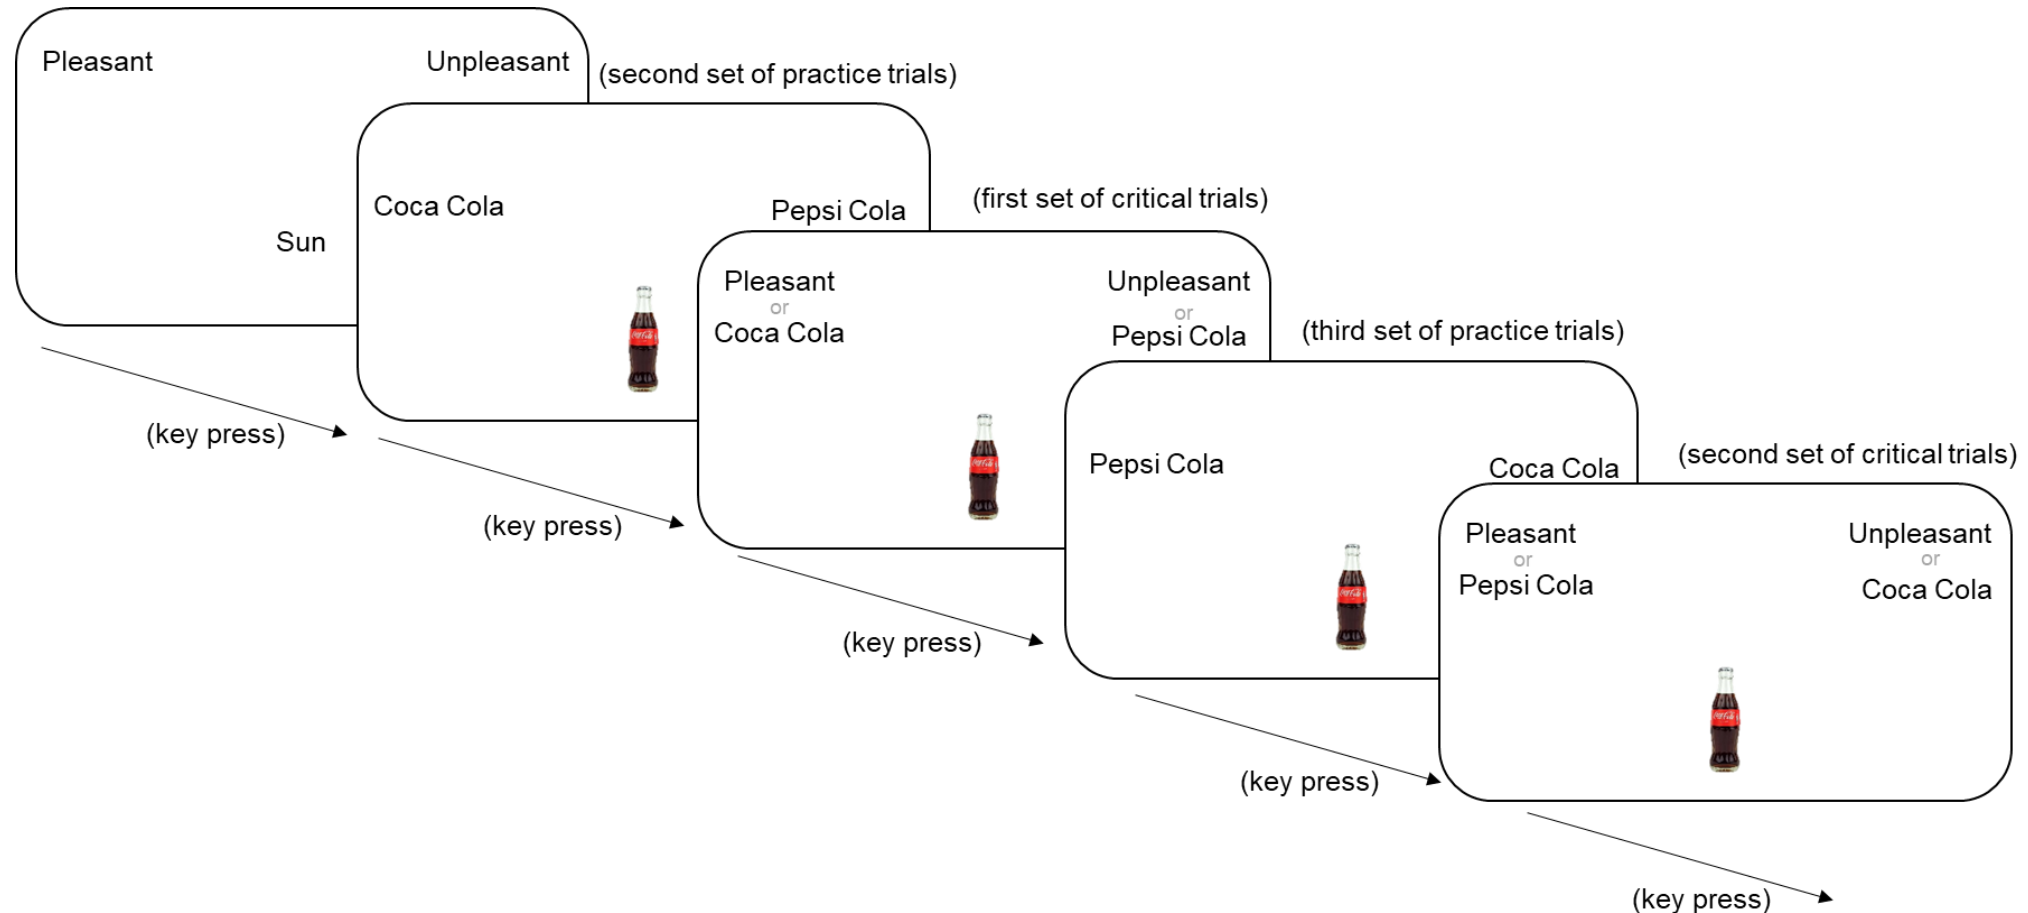 Pleasant
Unpleasant
Sun
(second set of practice trials)
Coca Cola
Pepsi Cola
(first set of critical trials)
Pleasant
or
Coca Cola
Unpleasant
or
Pepsi Cola
(third set of practice trials)
Pepsi Cola
Coca Cola
(second set of critical trials)
Pleasant
or
Pepsi Cola
Unpleasant
or
Coca Cola
(key press)
(key press)
(key press)
(key press)
(key press)